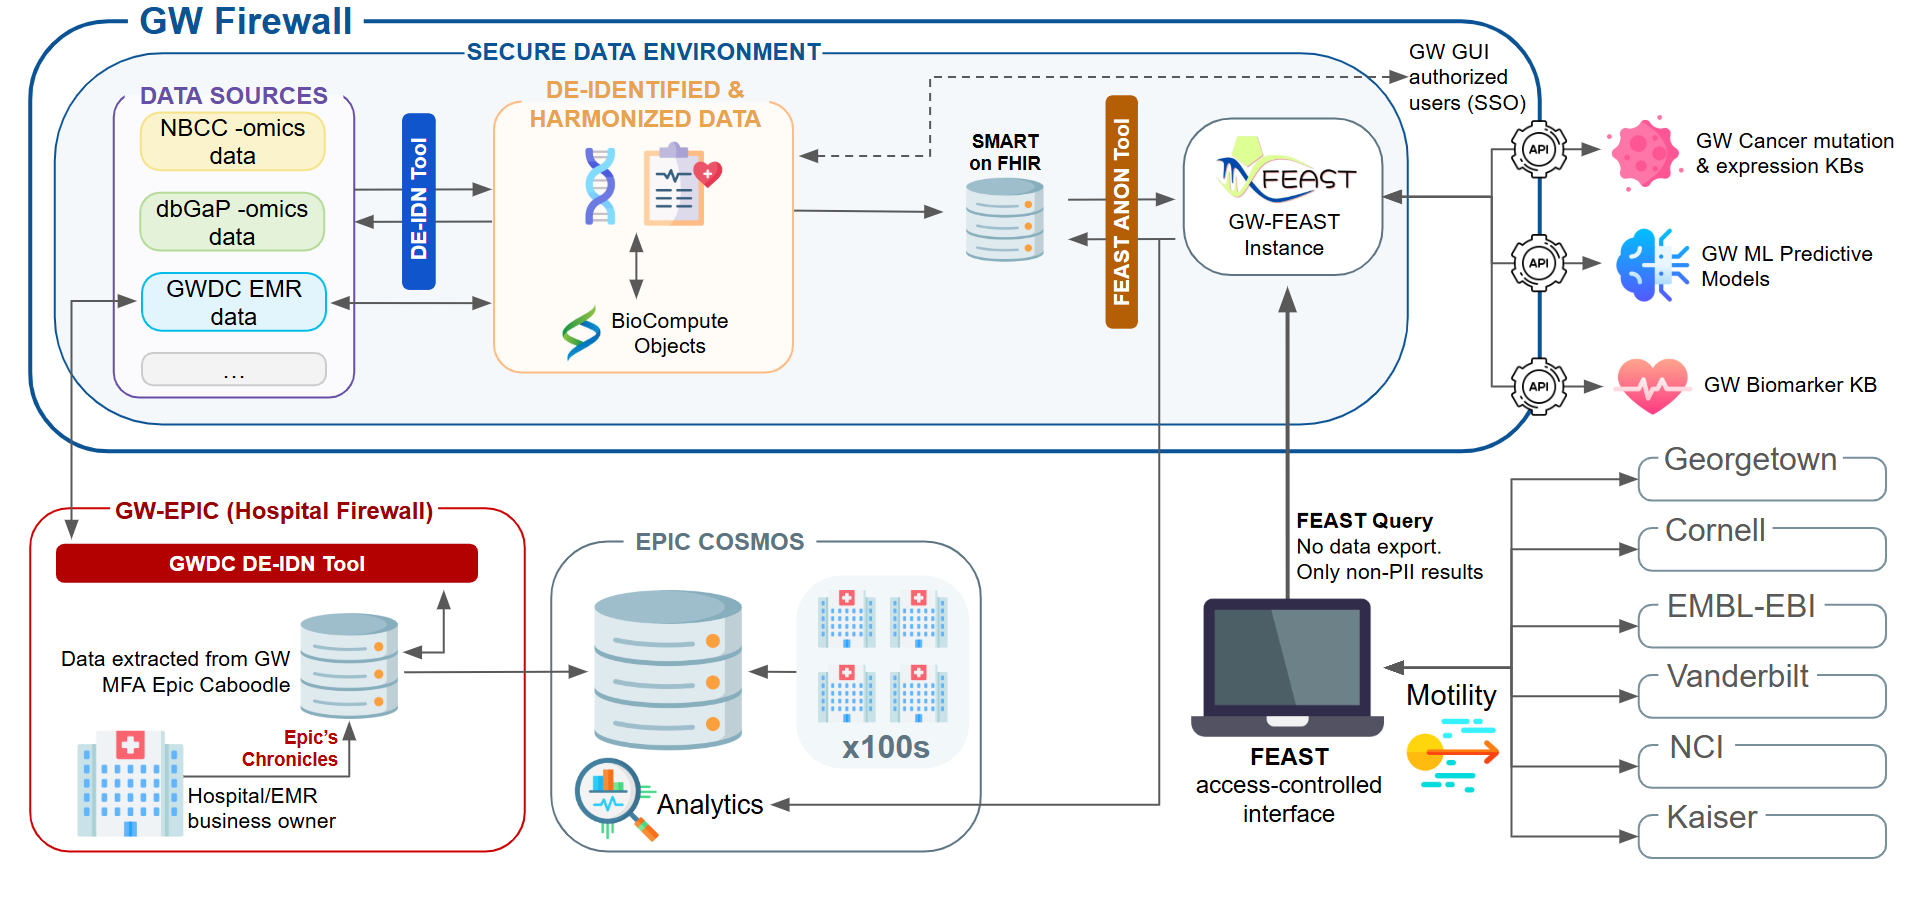 GW Firewall
SECURE DATA ENVIRONMENT
DATA SOURCES
NBCC -omics
data
dbGaP -omics
data
GWDC EMR
data
...
DE-IDN Tool
DE-IDENTIFIED &
HARMONIZED DATA
BioCompute
Objects
SMART
on FHIR
FEAST ANON Tool
FEAST
GW-FEAST
Instance
GW GUI
authorized
users (SSO)
API
GW Cancer mutation
& expression KBs
API
GW ML Predictive
Models
API
GW Biomarker KB
GW-EPIC (Hospital Firewall)
GWDC DE-IDN Tool
Data extracted from GW
MFA Epic Caboodle
Epic's
Chronicles
Hospital/EMR
business owner
EPIC COSMOS
x100s
Analytics
FEAST Query
No data export.
Only non-PII results
FEAST
access-controlled
interface
Motility
Georgetown
Cornell
EMBL-EBI
Vanderbilt
NCI
Kaiser